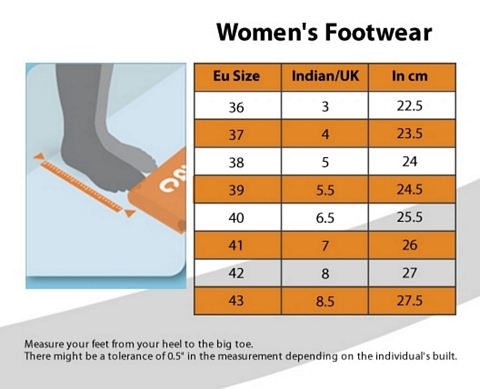 Women's Footwear
Eu Size Indian/UK In cm
36 3 22.5
37 4 23.5
38 5 24
39 5.5 24.5
40 6.5 25.5
41 7 26
42 8 27
43 8.5 27.5
Measure your feet from your heel to the big toe.
There might be a tolerance of 0.5" in the measurement depending on the individual's built.